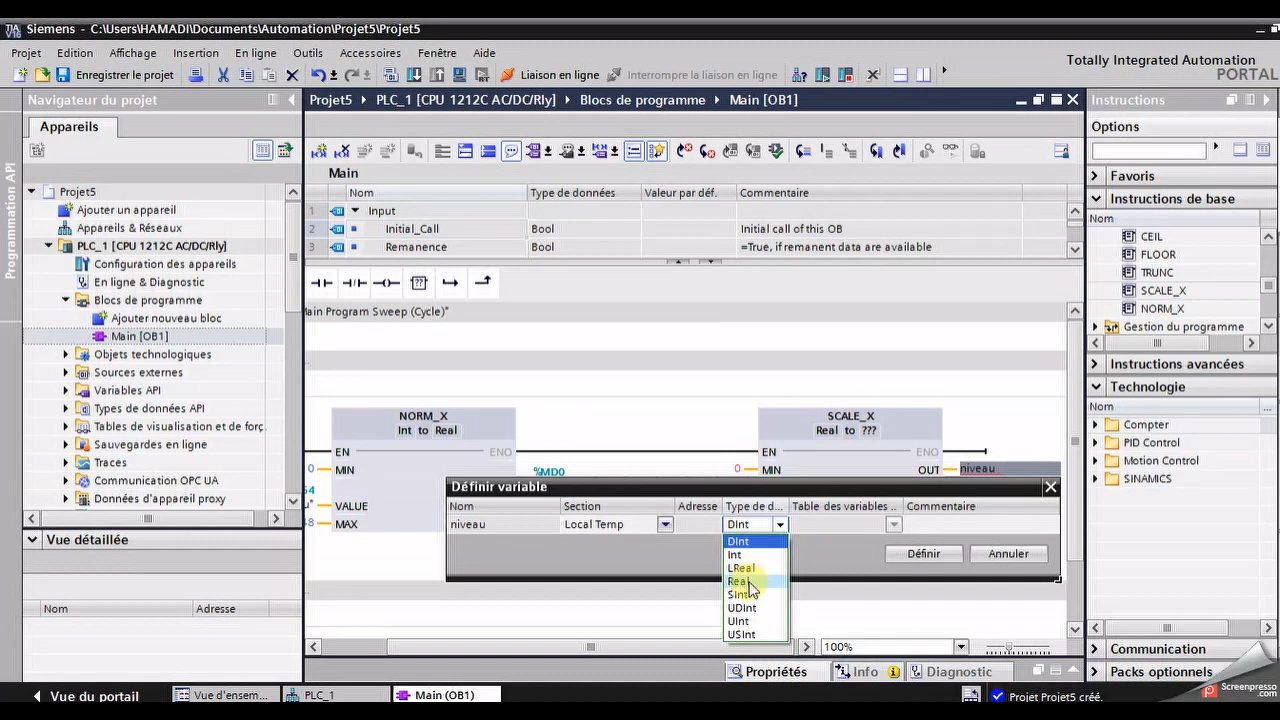 Siemens - C:\Users\HAMADI\Documents\Automation\Projet5\Projet5
Projet Edition Affichage Insertion En ligne Outils Accessoires Fenêtre Aide
Totally Integrated Automation
PORTAL
Enregistrer le projet Liaison en ligne Interrompre la liaison en ligne
Navigateur du projet
Projet5 PLC_1 [CPU 1212C AC/DC/Rly] Blocs de programme Main [OB1]
Instructions
Appareils
Options
Programmation API
Main
Nom Type de données Valeur par déf. Commentaire
1 Input
2 Initial_Call Bool Initial call of this OB
3 Remanence Bool =True, if remanent data are available
Projet5
Ajouter un appareil
Appareils & Réseaux
PLC_1 [CPU 1212C AC/DC/Rly]
Configuration des appareils
En ligne & Diagnostic
Blocs de programme
Ajouter nouveau bloc
Main [OB1]
Objets technologiques
Sources externes
Variables API
Types de données API
Tables de visualisation et de forç.
Sauvegardes en ligne
Traces
Communication OPC UA
Données d'appareil proxy
Vue détaillée
Nom Adresse
??
Main Program Sweep (Cycle)"
NORM_X
Int to Real
EN ENO
0 MIN
%MD0
VALUE
MAX
SCALE_X
Real to ???
EN ENO
0 MIN OUT niveau
Définir variable
Nom Section Adresse Type de d... Table des variables .. Commentaire
niveau Local Temp DInt
DInt
Int
LReal
Real
SInt
UDInt
UInt
USInt
Définir Annuler
100%
Favoris
Instructions de base
Nom
CEIL
FLOOR
TRUNC
SCALE_X
NORM_X
Gestion du programme
Instructions avancées
Technologie
Nom ...
Compter
PID Control
Motion Control
SINAMICS
Communication
Packs optionnels
Propriétés Info Diagnostic
Vue du portail Vue d'ensem... PLC_1 Main (OB1)
Projet Projet5 créé.
Screenpresso
.com